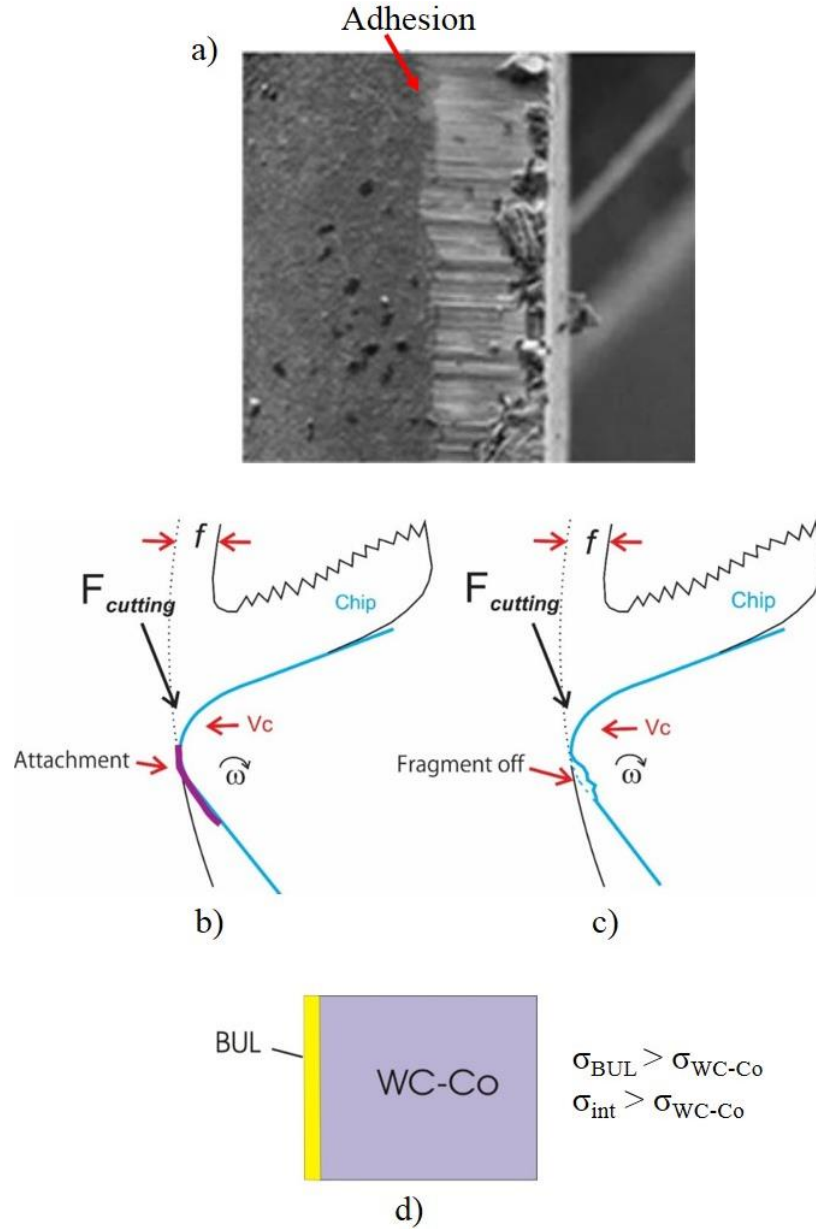 Adhesion
a)
f
F cutting
Chip
Vc
Attachment
ω
b)
f
F cutting
Chip
Vc
Fragment off
ω
c)
BUL
WC-Co
σBUL > σWC-Co
σint > σWC-Co
d)